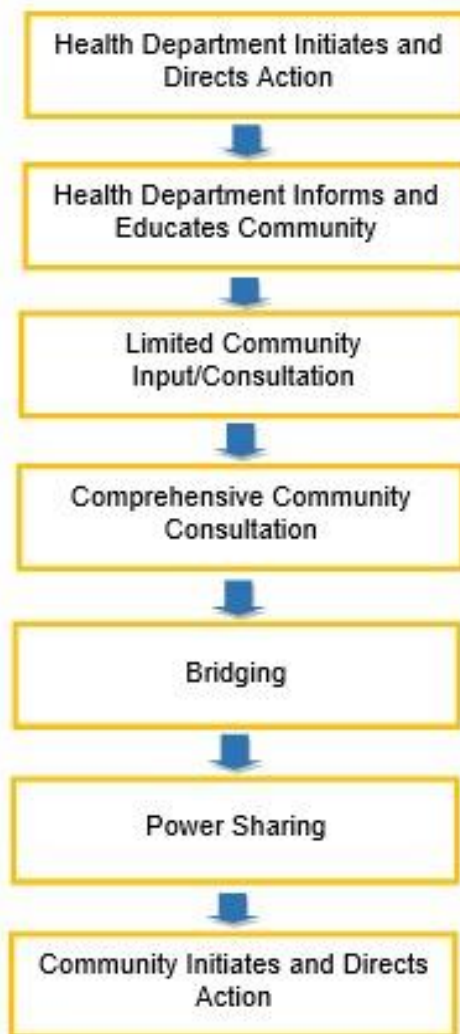 Health Department Initiates and
Directs Action
Health Department Informs and
Educates Community
Limited Community
Input/Consultation
Comprehensive Community
Consultation
Bridging
Power Sharing
Community Initiates and Directs
Action